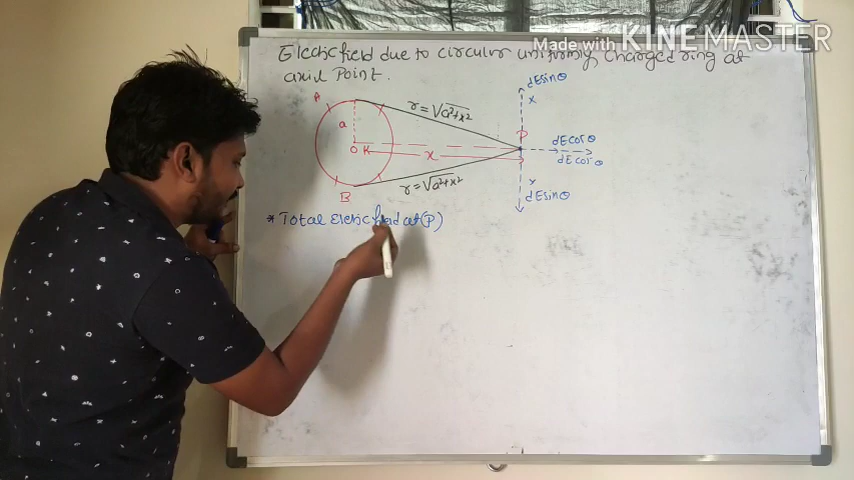 Electric field due to circular uniformly charged ring at
axial Point.
Made with KINEMASTER
dE sinθ
x
A
r = √a²+x²
a
P
dE cosθ
O
x
dE cosθ
r = √a²+x²
x
dE sinθ
B
* Total Electric field at (P)